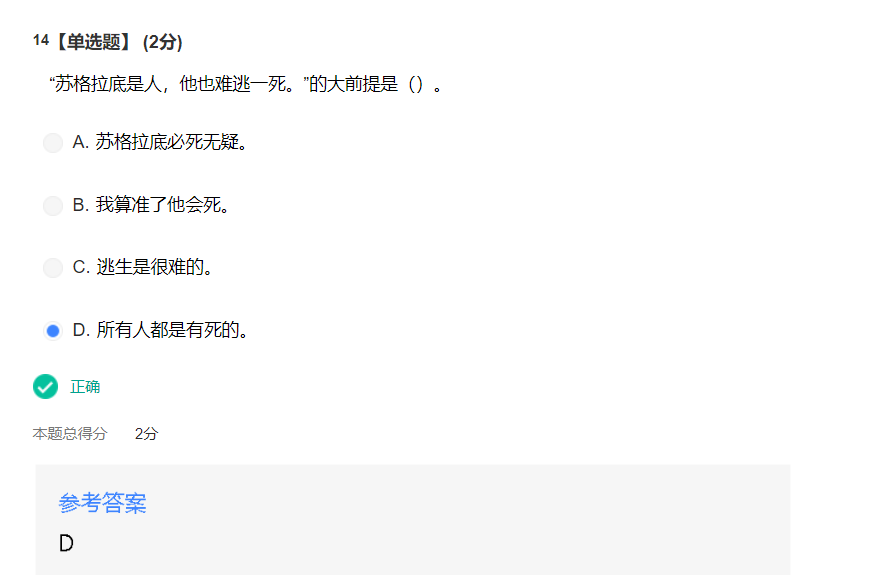 14【单选题】 (2分)
“苏格拉底是人，他也难逃一死。”的大前提是（）。
A. 苏格拉底必死无疑。
B. 我算准了他会死。
C. 逃生是很难的。
D. 所有人都是有死的。
正确
本题总得分 2分
参考答案
D